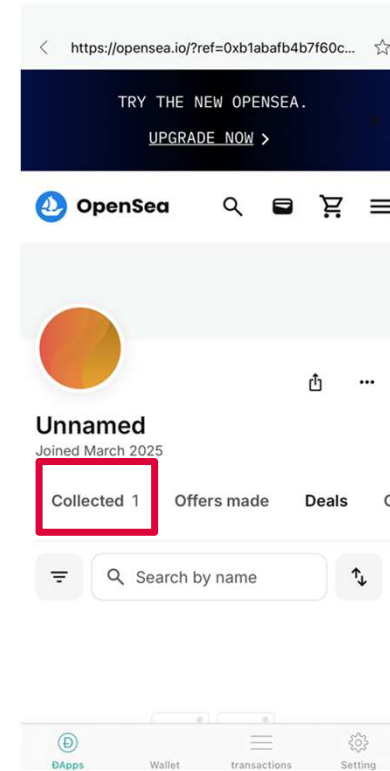 https://opensea.io/?ref=0xb1abafb4b7f60c...
TRY THE NEW OPENSEA.
UPGRADE NOW >
OpenSea
Unnamed
Joined March 2025
Collected 1 Offers made Deals
Search by name
ÐApps Wallet transactions Setting